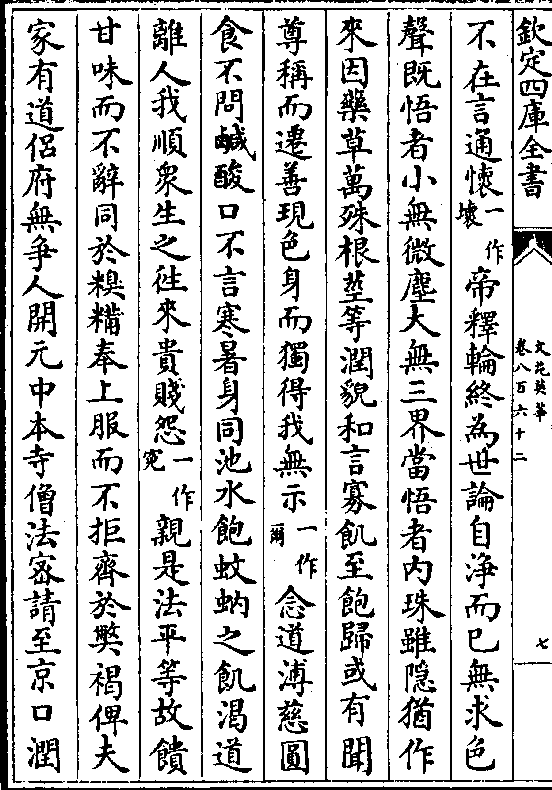 欽定四庫全書
文苑英華
卷八百六十二
七
不在言通懷一作壞帝釋輪終為世論自淨而已無求色
聲既悟者小無微塵大無三界當悟者内珠雖隱猶作
來因藥草萬殊根莖等潤貌和言寡飢至飽歸或有聞
尊稱而遷善現色身而獨得我無示一作爾念道溥慈圓
食不問鹹酸口不言寒暑身同池水飽蚊蚋之飢渴道
離人我順衆生之徃來貴賤怨一作寃親是法平等故饋
甘味而不辭同於糗糒奉上服而不拒齊於獘褐俾夫
家有道侶府無爭人開元中本寺僧法密請至京口潤